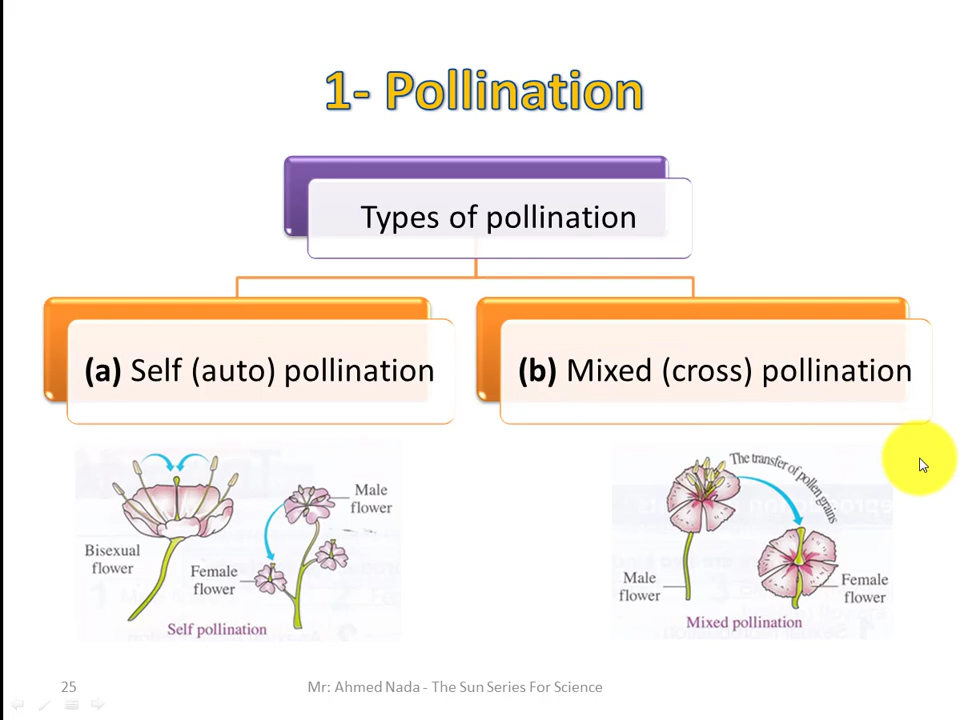 1- Pollination
Types of pollination
(a) Self (auto) pollination
(b) Mixed (cross) pollination
Bisexual
flower
Male
flower
Female
flower
Self pollination
The transfer of pollen grains
Male
flower
Female
flower
Mixed pollination
25
Mr: Ahmed Nada - The Sun Series For Science